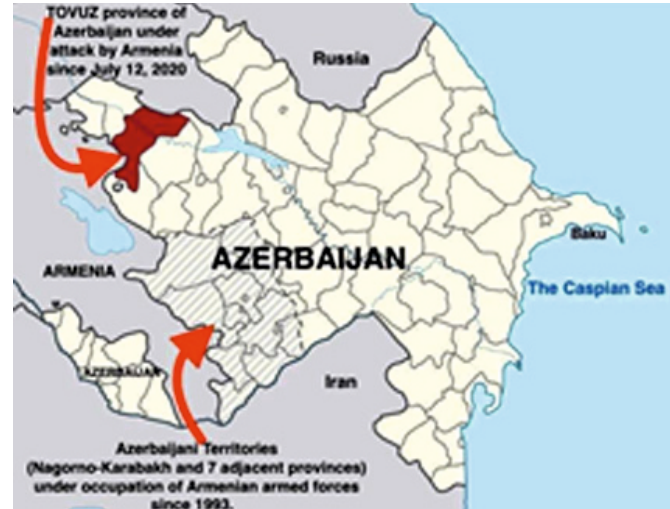 TOVUZ province of
Azerbaijan under
attack by Armenia
since July 12, 2020
Russia
AZERBAIJAN
Baku
ARMENIA
The Caspian Sea
AZERBAIJAN
Iran
Azerbaijani Territories
(Nagorno-Karabakh and 7 adjacent provinces)
under occupation of Armenian armed forces
since 1993.